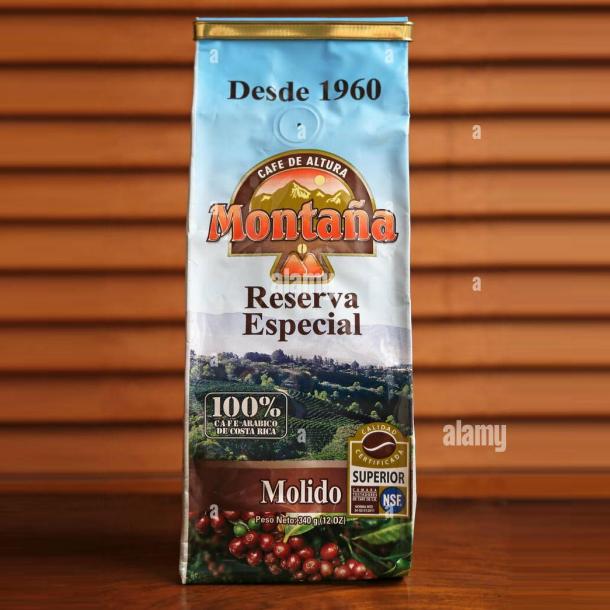 Desde 1960
CAFE DE ALTURA
Montaña
Reserva
Especial
100%
CAFE ARABICO
DE COSTA RICA
CALIDAD
CERTIFICADA
SUPERIOR
NSF
Molido
Peso Neto: 340 g (12 OZ)
alamy
alamy
a
a
a
a
a
a
a
a